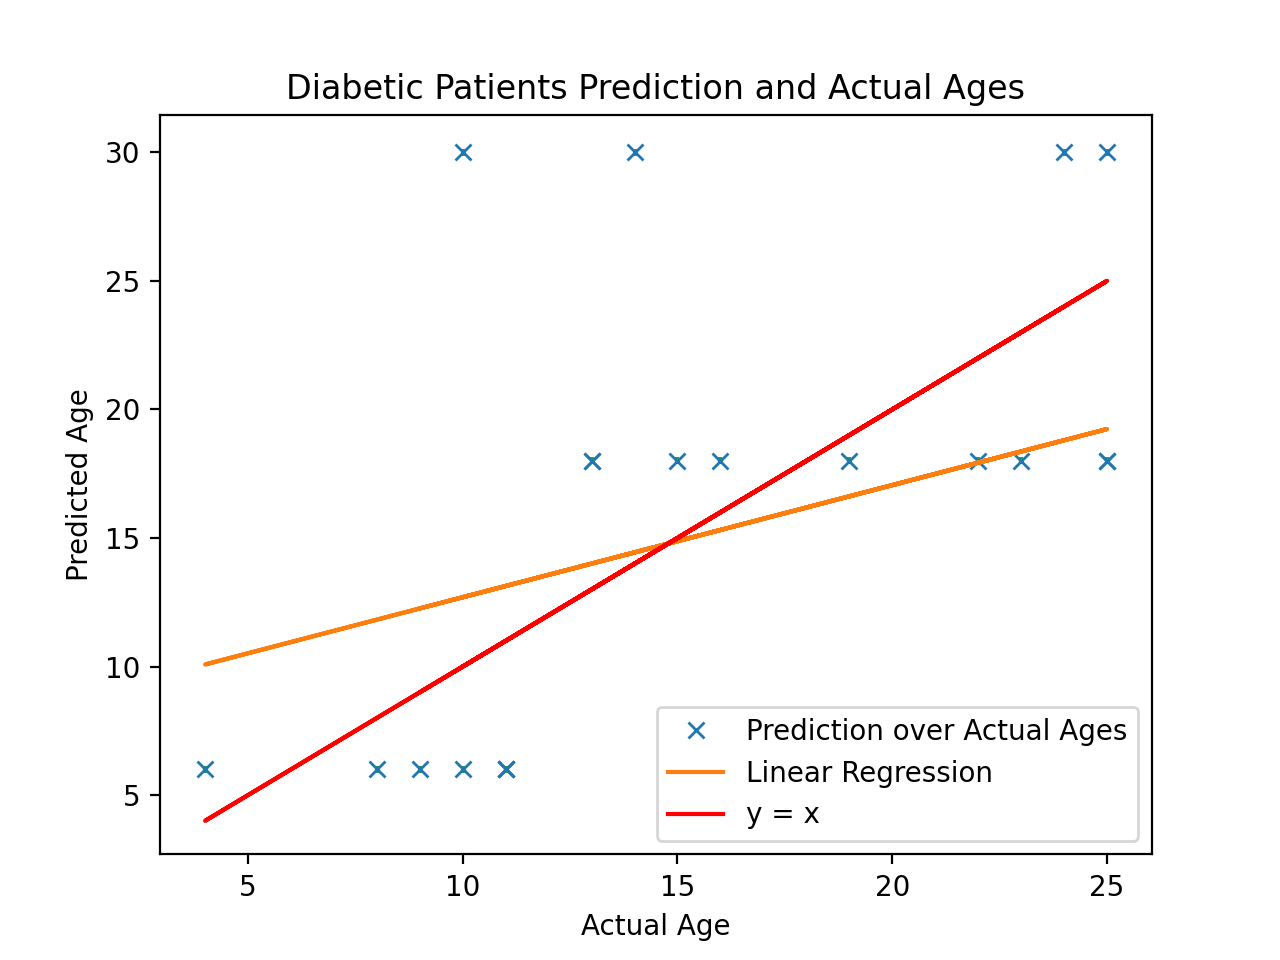 Diabetic Patients Prediction and Actual Ages
30
25
20
15
10
5
Predicted Age
5
10
15
20
25
Actual Age
Prediction over Actual Ages
Linear Regression
y = x